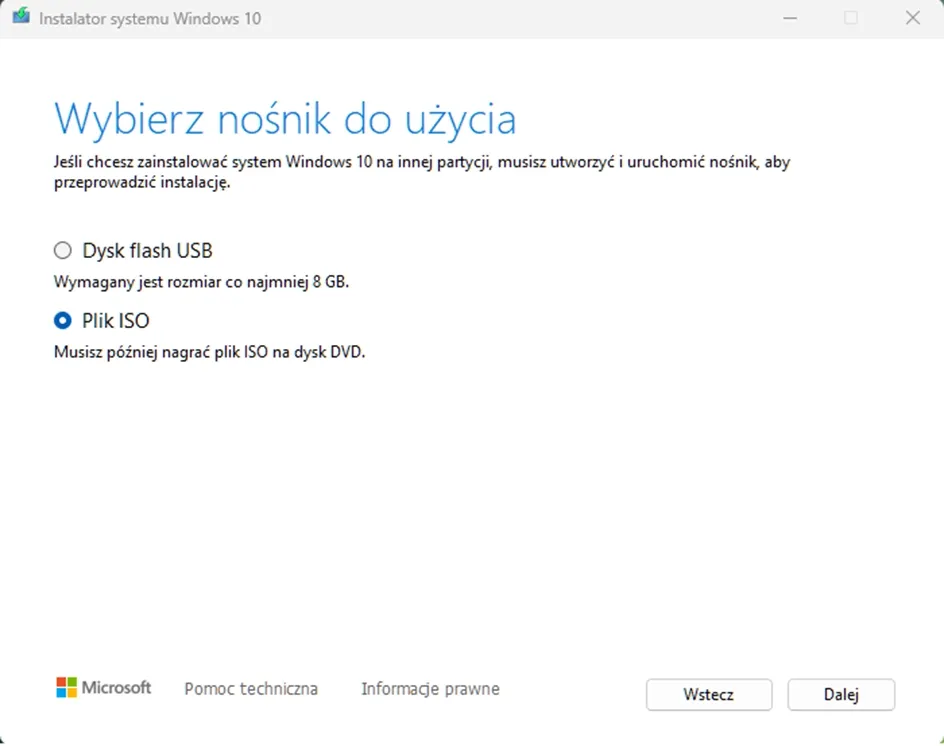 Instalator systemu Windows 10
Wybierz nośnik do użycia
Jeśli chcesz zainstalować system Windows 10 na innej partycji, musisz utworzyć i uruchomić nośnik, aby
przeprowadzić instalację.
Dysk flash USB
Wymagany jest rozmiar co najmniej 8 GB.
Plik ISO
Musisz później nagrać plik ISO na dysk DVD.
Microsoft Pomoc techniczna Informacje prawne Wstecz Dalej